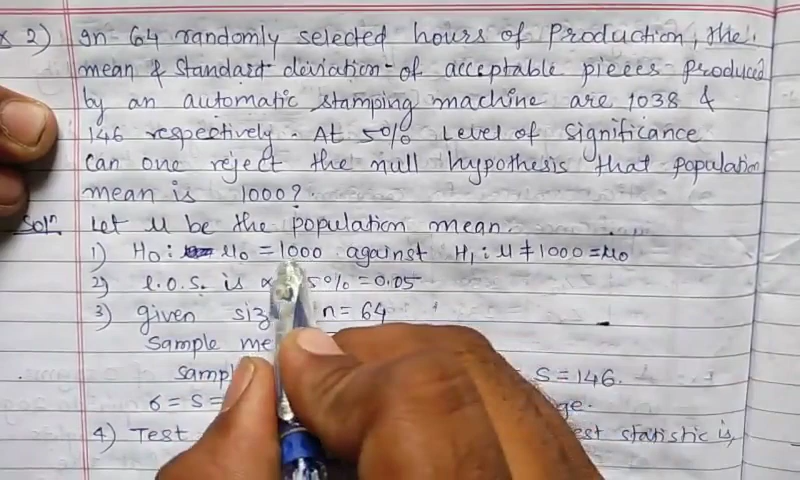 2) In 64 randomly selected hours of production, the
mean & standard deviation of acceptable pieces produced
by an automatic stamping machine are 1038 &
146 respectively. At 5% Level of significance
can one reject the null hypothesis that population
mean is 1000?
Soln Let μ be the population mean.
1) H0: μ0 = 1000 against H1: μ ≠ 1000 = μ0
2) l.o.s. is α 5% = 0.05
3) given n = 64
Sample
S = 146.
σ = S =
4) Test statistic is,